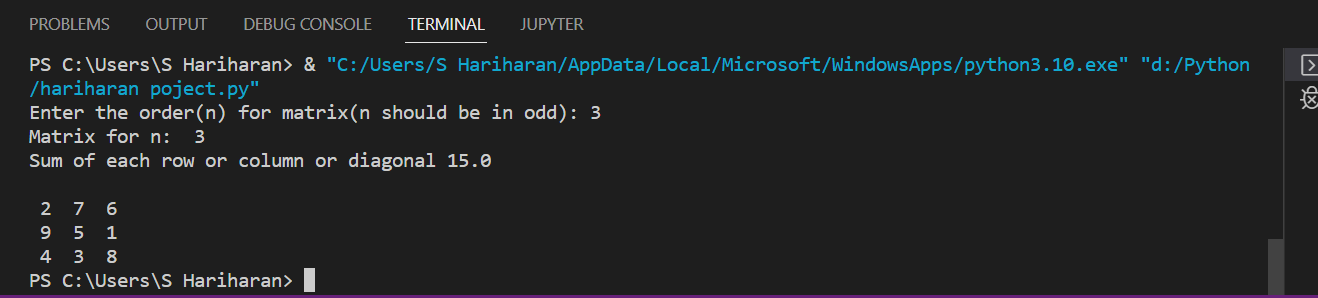 PROBLEMS OUTPUT DEBUG CONSOLE TERMINAL JUPYTER
PS C:\Users\S Hariharan> & "C:/Users/S Hariharan/AppData/Local/Microsoft/WindowsApps/python3.10.exe" "d:/Python
/hariharan poject.py"
Enter the order(n) for matrix(n should be in odd): 3
Matrix for n:  3
Sum of each row or column or diagonal 15.0
 2  7  6
 9  5  1
 4  3  8
PS C:\Users\S Hariharan>